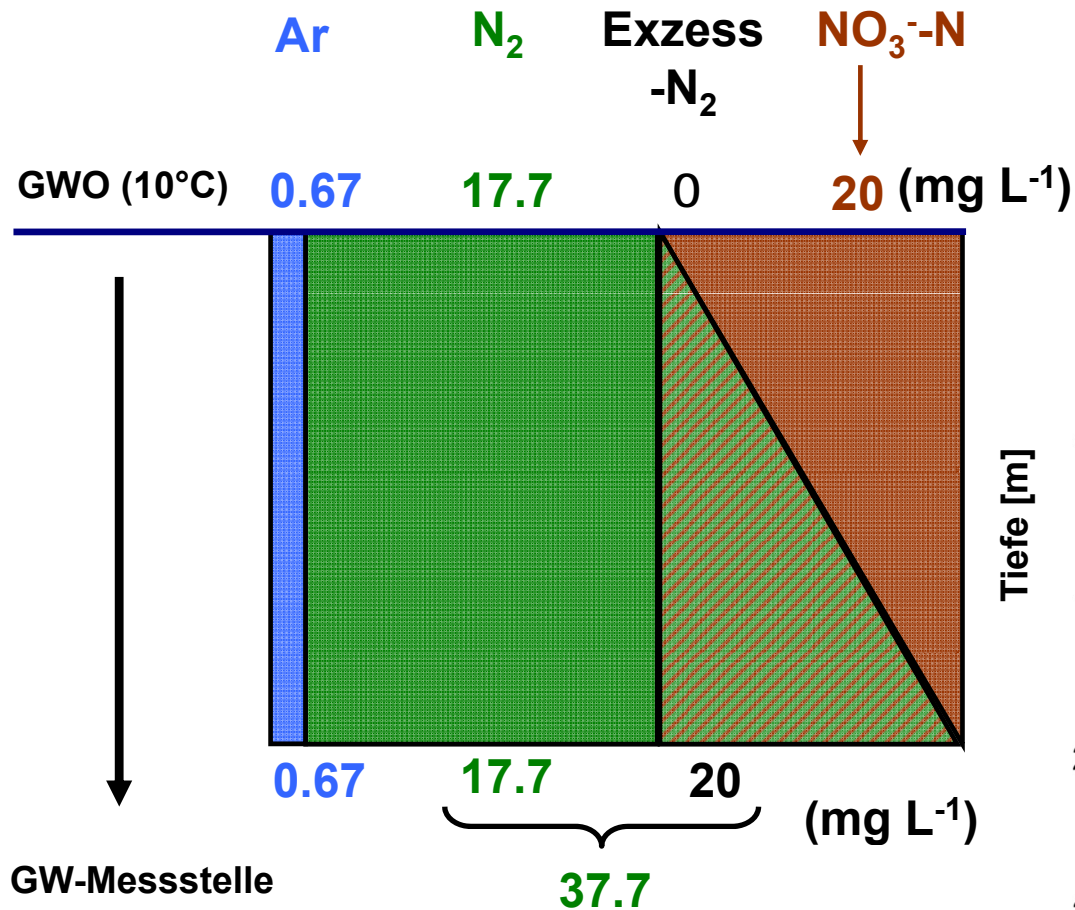 Ar N₂ Exzess NO₃⁻-N
-N₂
GWO (10°C) 0.67 17.7 0 20 (mg L⁻¹)
Tiefe [m]
0.67 17.7 20 (mg L⁻¹)
GW-Messstelle 37.7